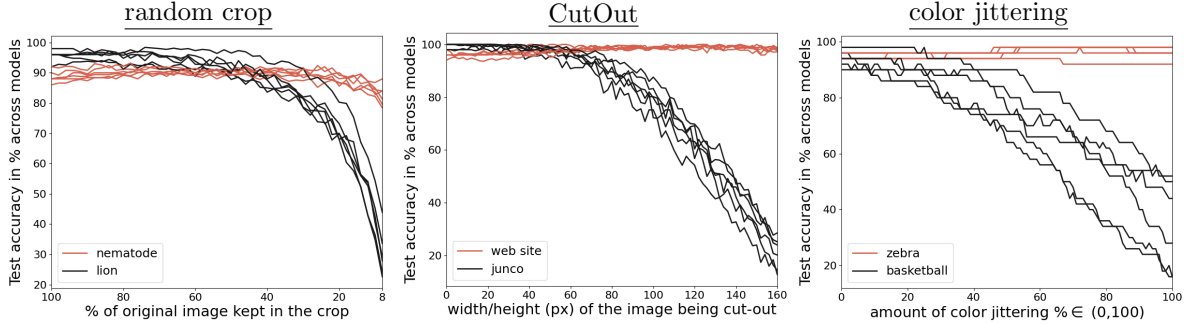 random crop
CutOut
color jittering
Test accuracy in % across models
100
90
80
70
60
50
40
30
20
nematode
lion
100
80
60
40
20
8
% of original image kept in the crop
Test accuracy in % across models
100
80
60
40
20
web site
junco
0
20
40
60
80
100
120
140
160
width/height (px) of the image being cut-out
Test accuracy in % across models
100
80
60
40
20
zebra
basketball
0
20
40
60
80
100
amount of color jittering %∈ (0,100)